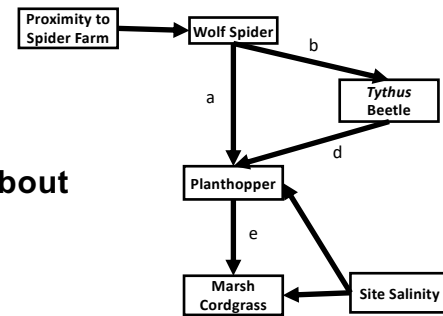 Proximity to
Spider Farm
Wolf Spider
b
a
Tythus
Beetle
bout
d
Planthopper
e
Marsh
Cordgrass
Site Salinity